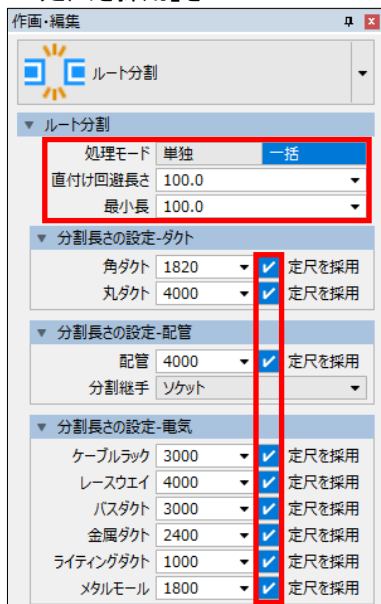 作画・編集
ルート分割
ルート分割
処理モード 単独 一括
直付け回避長さ 100.0
最小長 100.0
分割長さの設定-ダクト
角ダクト 1820 定尺を採用
丸ダクト 4000 定尺を採用
分割長さの設定-配管
配管 4000 定尺を採用
分割継手 ソケット
分割長さの設定-電気
ケーブルラック 3000 定尺を採用
レースウエイ 4000 定尺を採用
バスダクト 3000 定尺を採用
金属ダクト 2400 定尺を採用
ライティングダクト 1000 定尺を採用
メタルモール 1800 定尺を採用